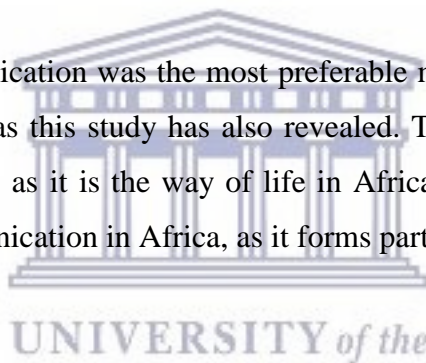 ication was the most preferable
as this study has also revealed.
as it is the way of life in Africa
nication in Africa, as it forms part
UNIVERSITY of the